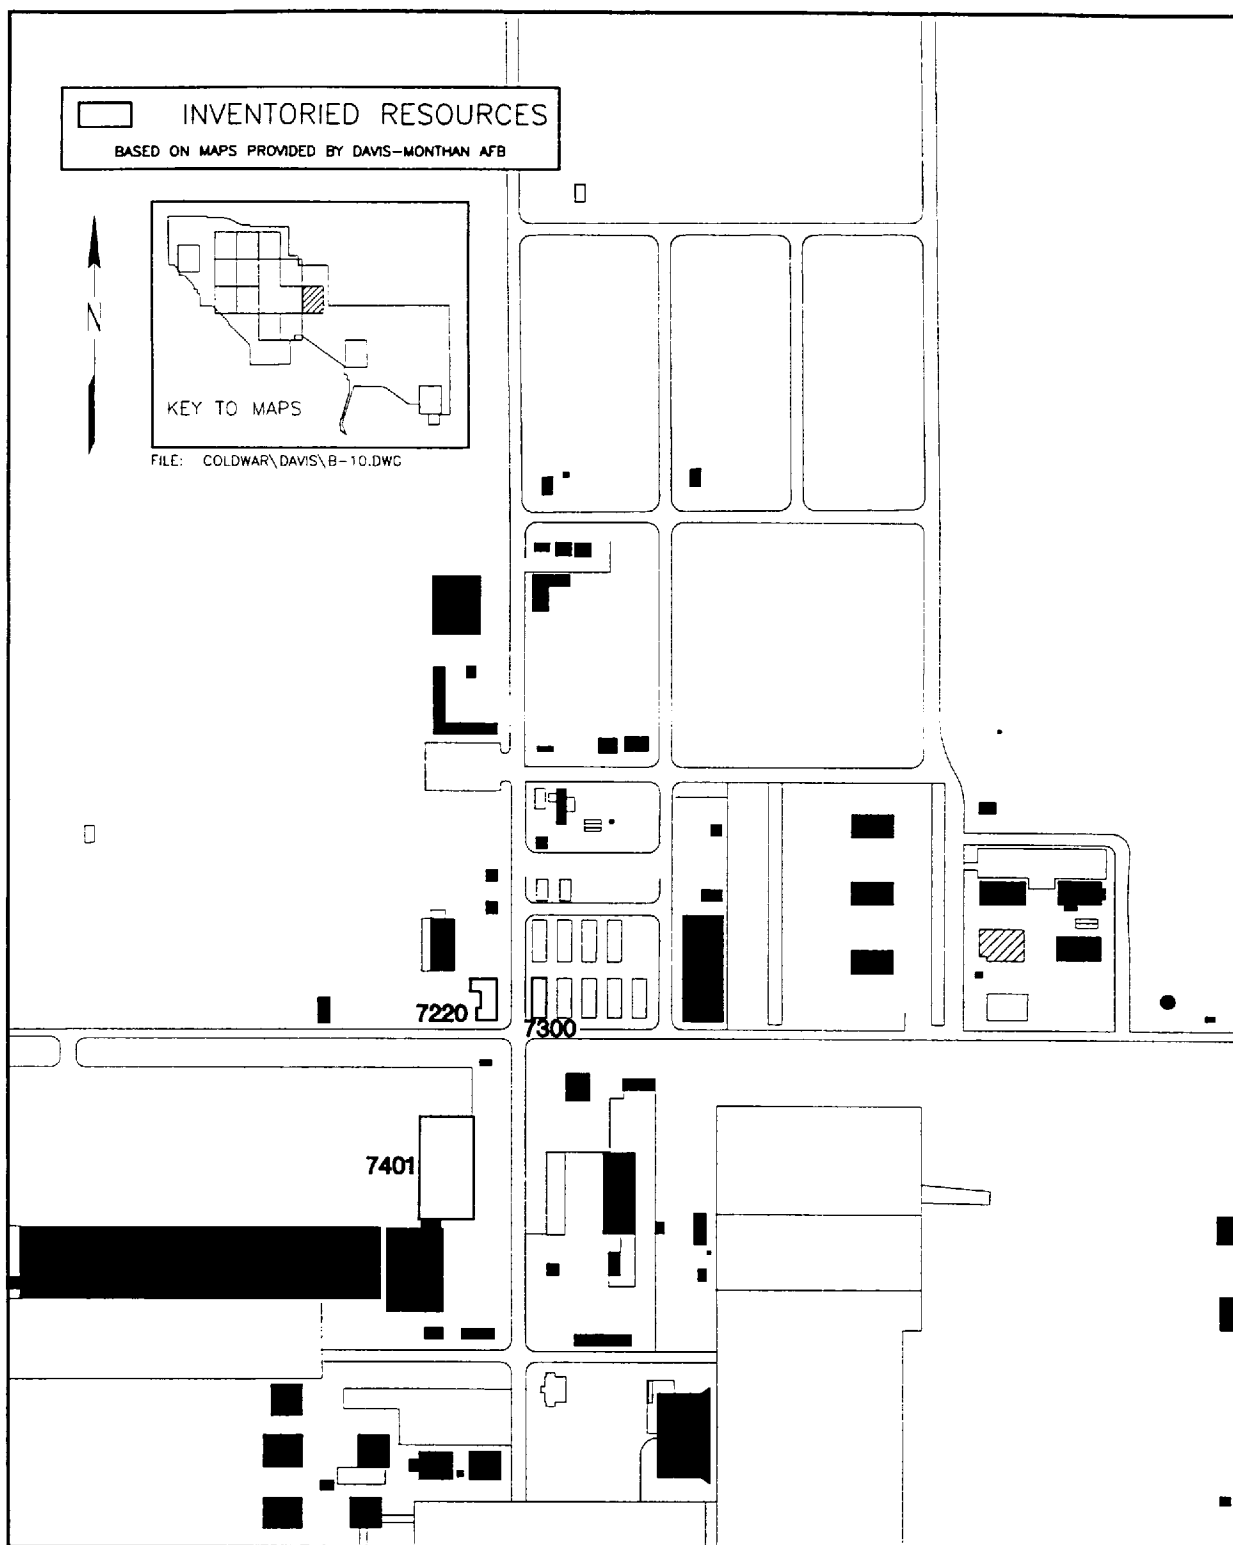 INVENTORIED RESOURCES
BASED ON MAPS PROVIDED BY DAVIS-MONTHAN AFB
N
KEY TO MAPS
FILE: COLDWAR\DAVIS\B-10.DWG
7220
7300
7401